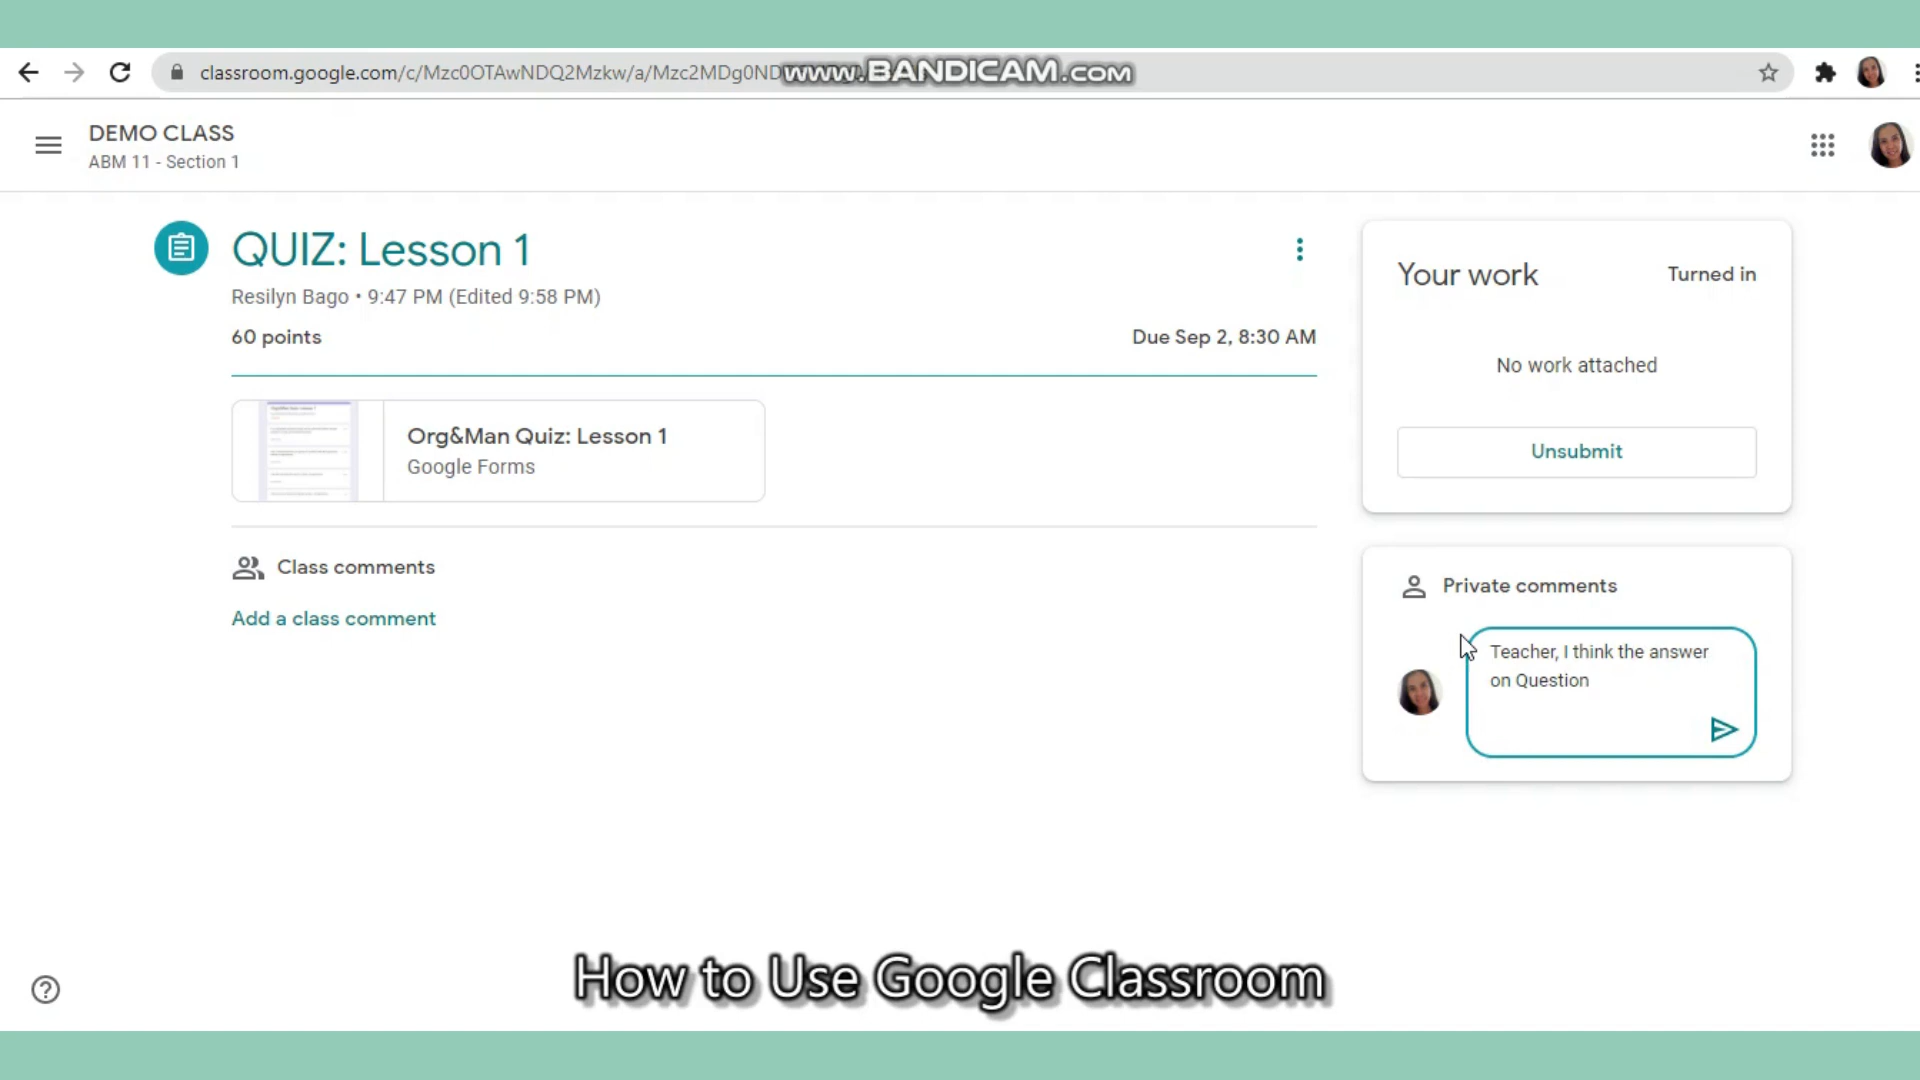 classroom.google.com/c/Mzc0OTAwNDQ2Mzkw/a/Mzc2MDg0ND
www.BANDICAM.com
DEMO CLASS
ABM 11 - Section 1
QUIZ: Lesson 1
Resilyn Bago • 9:47 PM (Edited 9:58 PM)
60 points
Due Sep 2, 8:30 AM
Org&Man Quiz: Lesson 1
Google Forms
Class comments
Add a class comment
Your work
Turned in
No work attached
Unsubmit
Private comments
Teacher, I think the answer
on Question
How to Use Google Classroom